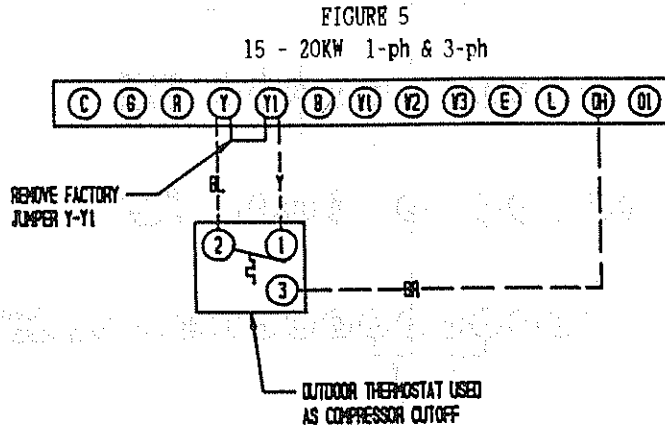 FIGURE 5
15 - 20KW 1-ph & 3-ph
C G R Y Y1 B W1 W2 W3 E L OH O1
REMOVE FACTORY
JUMPER Y-Y1
BL Y
2 1
3
BR
OUTDOOR THERMOSTAT USED
AS COMPRESSOR CUTOFF